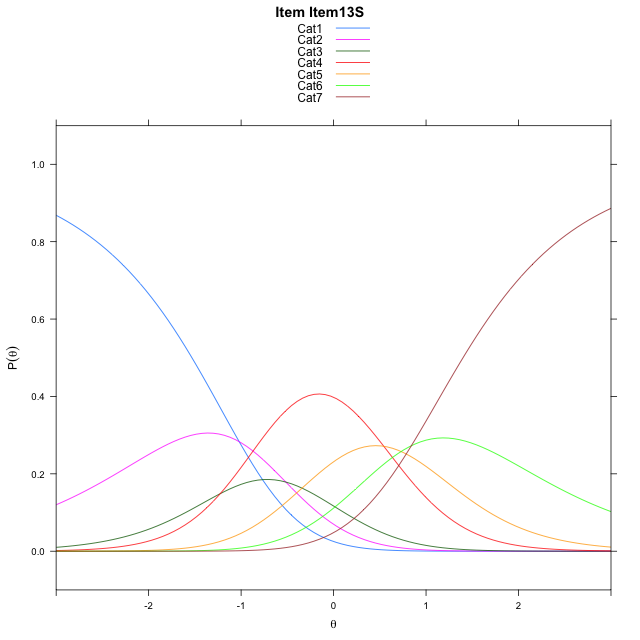 Item Item13S
Cat1
Cat2
Cat3
Cat4
Cat5
Cat6
Cat7
1.0
0.8
0.6
0.4
0.2
0.0
P(θ)
-2 -1 0 1 2
θ